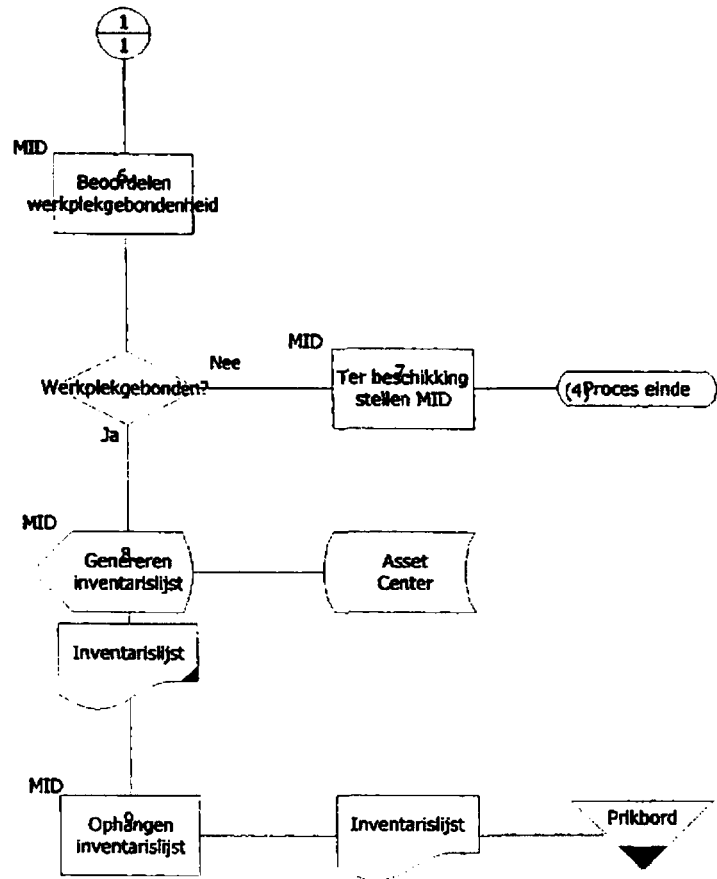 1
1
MID
6
Beoordelen
werkplekgebondenheid
Werkplekgebonden?
Nee
Ja
MID
7
Ter beschikking
stellen MID
(4) Proces einde
MID
8
Genereren
inventarislijst
Asset
Center
Inventarislijst
MID
9
Ophangen
inventarislijst
Inventarislijst
Prikbord